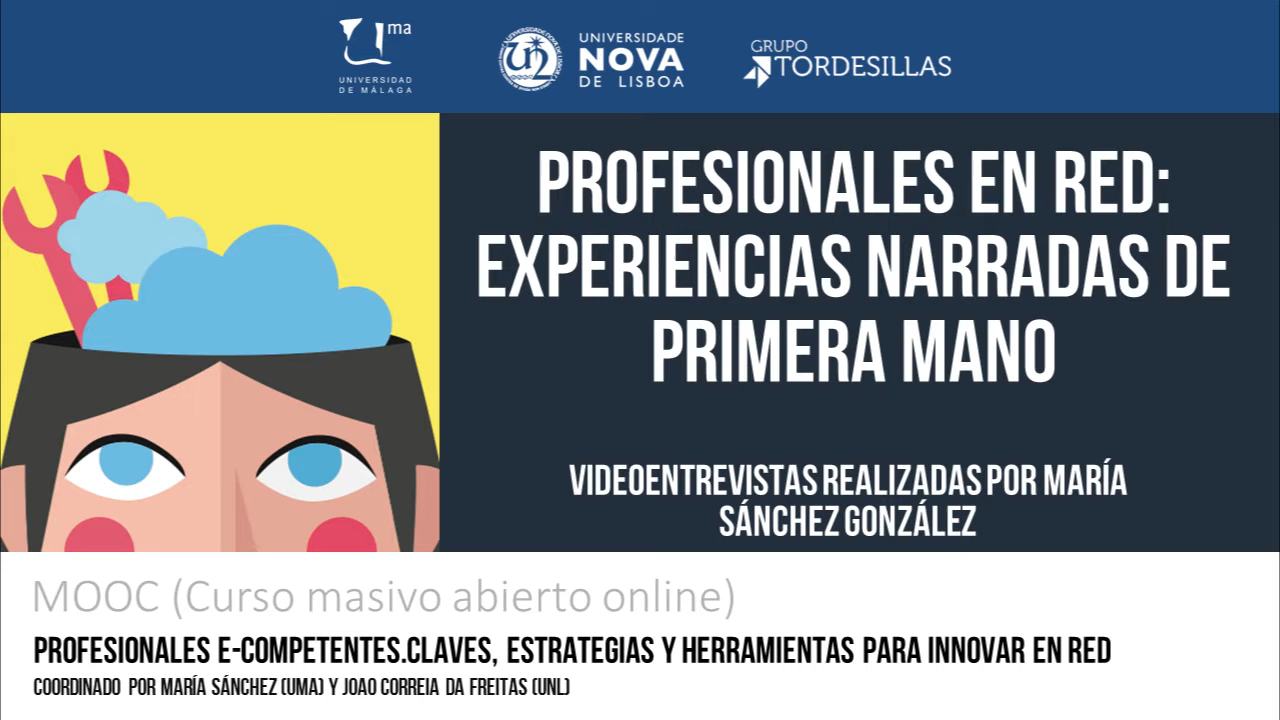 ma
UNIVERSIDAD
DE MÁLAGA
UNIVERSIDADE
NOVA
DE LISBOA
GRUPO
TORDESILLAS
PROFESIONALES EN RED:
EXPERIENCIAS NARRADAS DE
PRIMERA MANO
VIDEOENTREVISTAS REALIZADAS POR MARÍA
SÁNCHEZ GONZÁLEZ
MOOC (Curso masivo abierto online)
PROFESIONALES E-COMPETENTES.CLAVES, ESTRATEGIAS Y HERRAMIENTAS PARA INNOVAR EN RED
COORDINADO POR MARÍA SÁNCHEZ (UMA) Y JOAO CORREIA DA FREITAS (UNL)